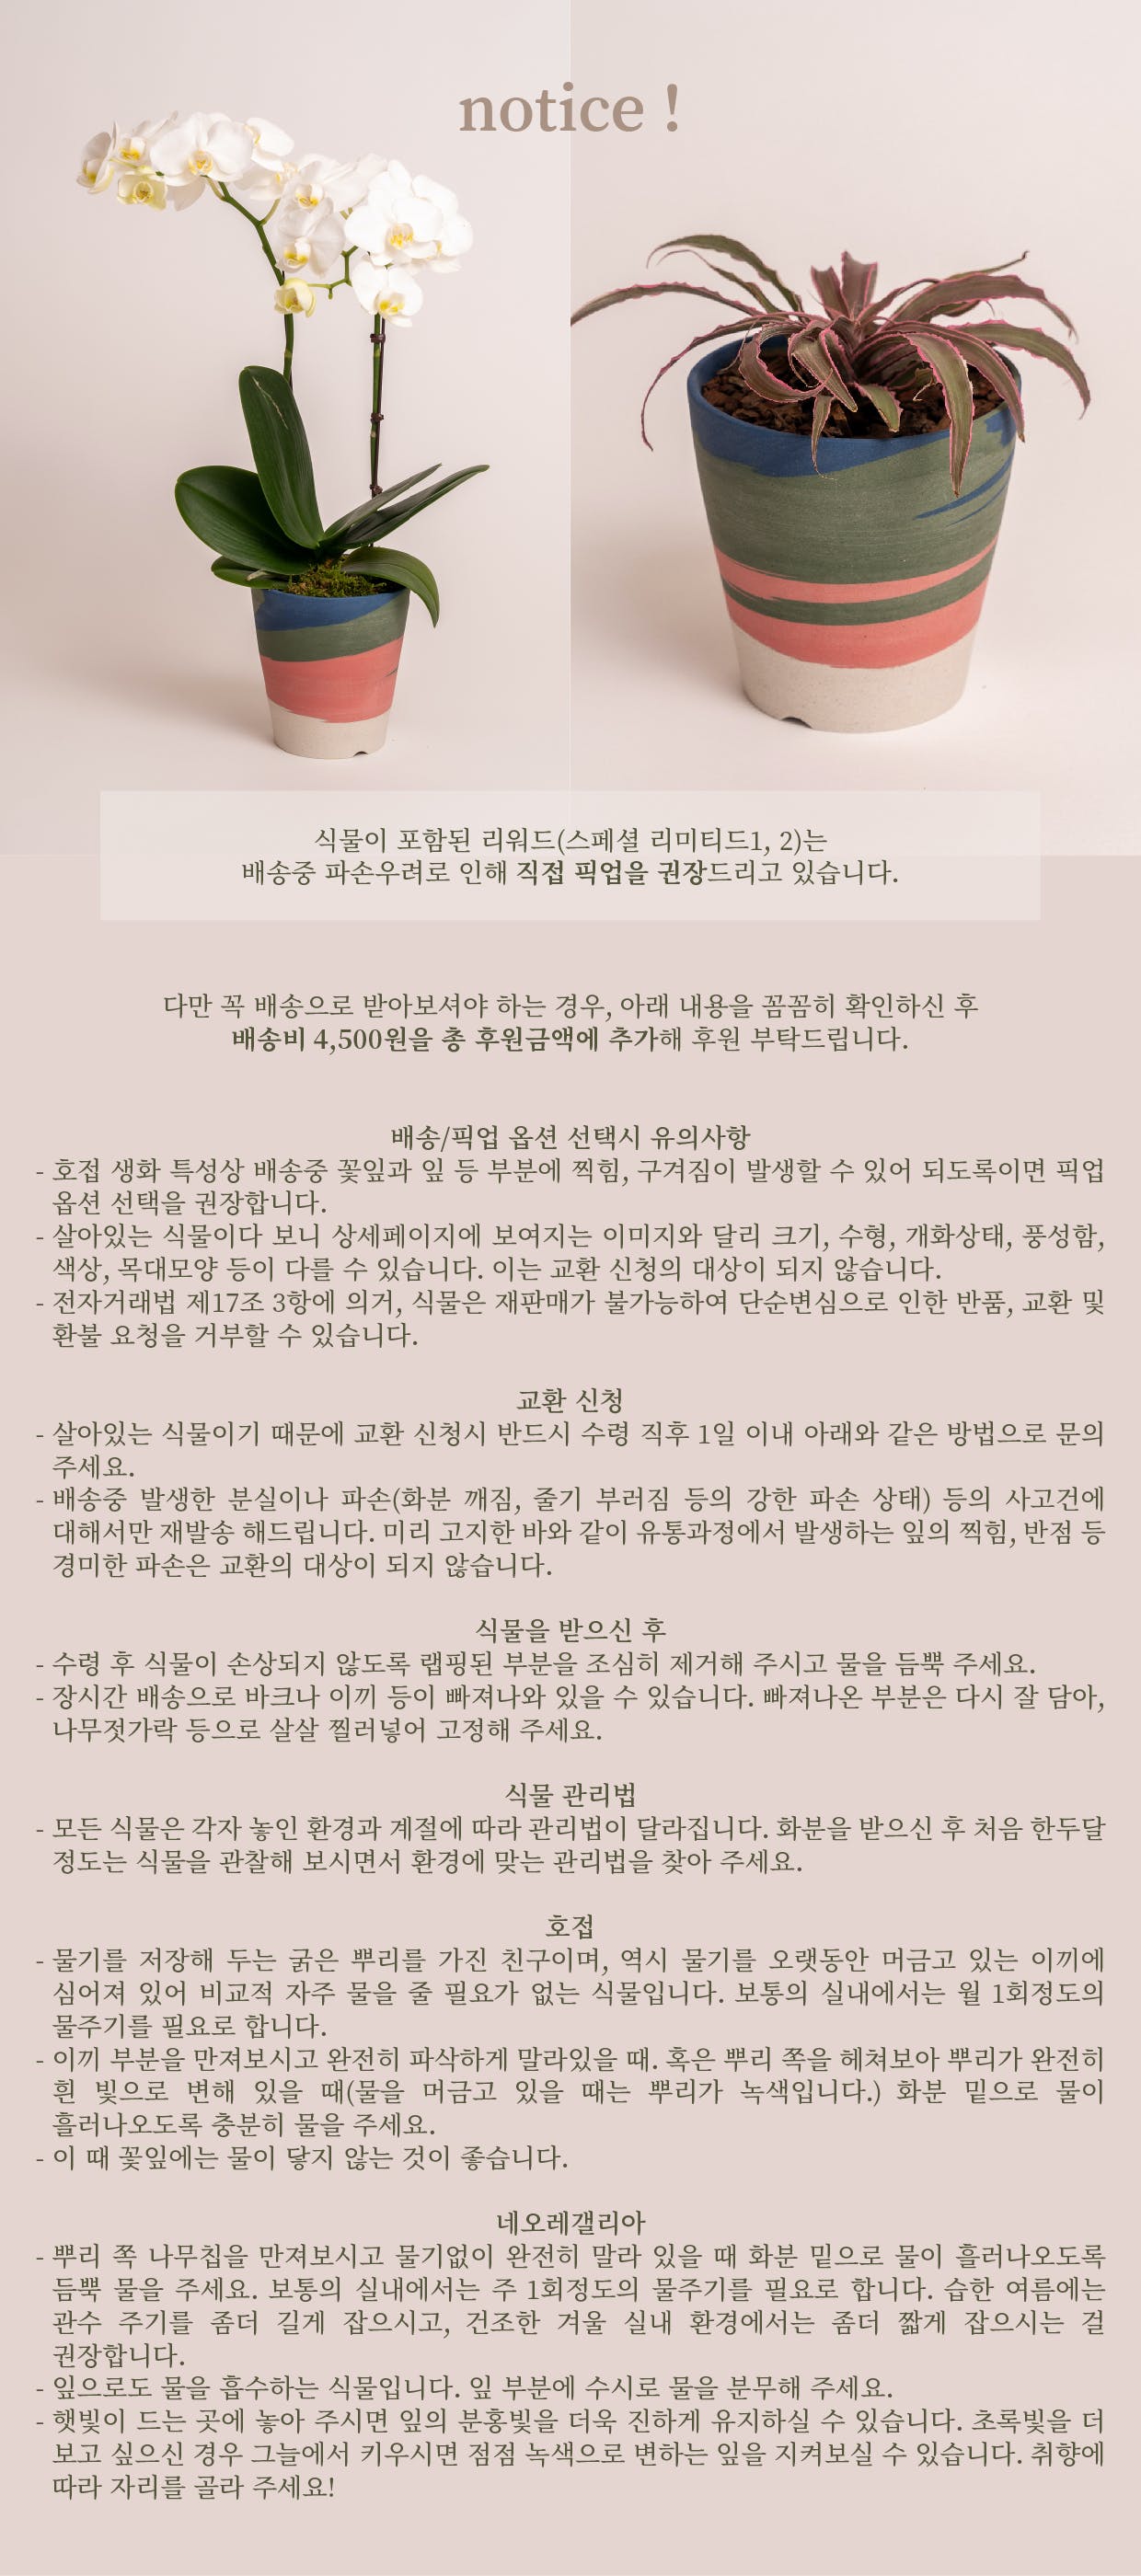 notice !
식물이 포함된 리워드(스페셜 리미티드1, 2)는
배송중 파손우려로 인해 직접 픽업을 권장드리고 있습니다.
다만 꼭 배송으로 받아보셔야 하는 경우, 아래 내용을 꼼꼼히 확인하신 후
배송비 4,500원을 총 후원금액에 추가해 후원 부탁드립니다.
배송/픽업 옵션 선택시 유의사항
- 호접 생화 특성상 배송중 꽃잎과 잎 등 부분에 찍힘, 구겨짐이 발생할 수 있어 되도록이면 픽업
옵션 선택을 권장합니다.
- 살아있는 식물이다 보니 상세페이지에 보여지는 이미지와 달리 크기, 수형, 개화상태, 풍성함,
색상, 목대모양 등이 다를 수 있습니다. 이는 교환 신청의 대상이 되지 않습니다.
- 전자거래법 제17조 3항에 의거, 식물은 재판매가 불가능하여 단순변심으로 인한 반품, 교환 및
환불 요청을 거부할 수 있습니다.
교환 신청
- 살아있는 식물이기 때문에 교환 신청시 반드시 수령 직후 1일 이내 아래와 같은 방법으로 문의
주세요.
- 배송중 발생한 분실이나 파손(화분 깨짐, 줄기 부러짐 등의 강한 파손 상태) 등의 사고건에
대해서만 재발송 해드립니다. 미리 고지한 바와 같이 유통과정에서 발생하는 잎의 찍힘, 반점 등
경미한 파손은 교환의 대상이 되지 않습니다.
식물을 받으신 후
- 수령 후 식물이 손상되지 않도록 랩핑된 부분을 조심히 제거해 주시고 물을 듬뿍 주세요.
- 장시간 배송으로 바크나 이끼 등이 빠져나와 있을 수 있습니다. 빠져나온 부분은 다시 잘 담아,
나무젓가락 등으로 살살 찔러넣어 고정해 주세요.
식물 관리법
- 모든 식물은 각자 놓인 환경과 계절에 따라 관리법이 달라집니다. 화분을 받으신 후 처음 한두달
정도는 식물을 관찰해 보시면서 환경에 맞는 관리법을 찾아 주세요.
호접
- 물기를 저장해 두는 굵은 뿌리를 가진 친구이며, 역시 물기를 오랫동안 머금고 있는 이끼에
심어져 있어 비교적 자주 물을 줄 필요가 없는 식물입니다. 보통의 실내에서는 월 1회정도의
물주기를 필요로 합니다.
- 이끼 부분을 만져보시고 완전히 파삭하게 말라있을 때. 혹은 뿌리 쪽을 헤쳐보아 뿌리가 완전히
흰 빛으로 변해 있을 때(물을 머금고 있을 때는 뿌리가 녹색입니다.) 화분 밑으로 물이
흘러나오도록 충분히 물을 주세요.
- 이 때 꽃잎에는 물이 닿지 않는 것이 좋습니다.
네오레갤리아
- 뿌리 쪽 나무칩을 만져보시고 물기없이 완전히 말라 있을 때 화분 밑으로 물이 흘러나오도록
듬뿍 물을 주세요. 보통의 실내에서는 주 1회정도의 물주기를 필요로 합니다. 습한 여름에는
관수 주기를 좀더 길게 잡으시고, 건조한 겨울 실내 환경에서는 좀더 짧게 잡으시는 걸
권장합니다.
- 잎으로도 물을 흡수하는 식물입니다. 잎 부분에 수시로 물을 분무해 주세요.
- 햇빛이 드는 곳에 놓아 주시면 잎의 분홍빛을 더욱 진하게 유지하실 수 있습니다. 초록빛을 더
보고 싶으신 경우 그늘에서 키우시면 점점 녹색으로 변하는 잎을 지켜보실 수 있습니다. 취향에
따라 자리를 골라 주세요!